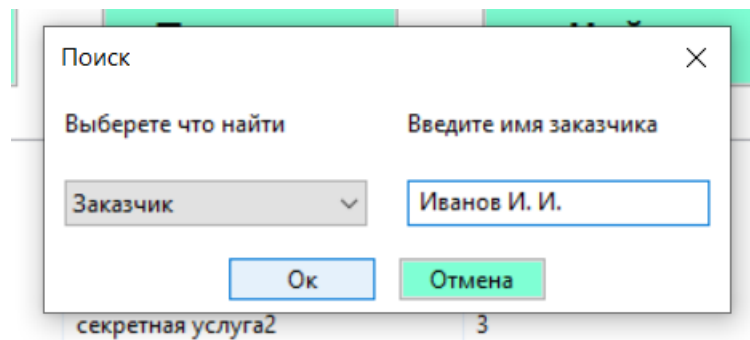 Поиск
Выберете что найти
Введите имя заказчика
Заказчик
Иванов И. И.
Ок
Отмена
секретная услуга2
3